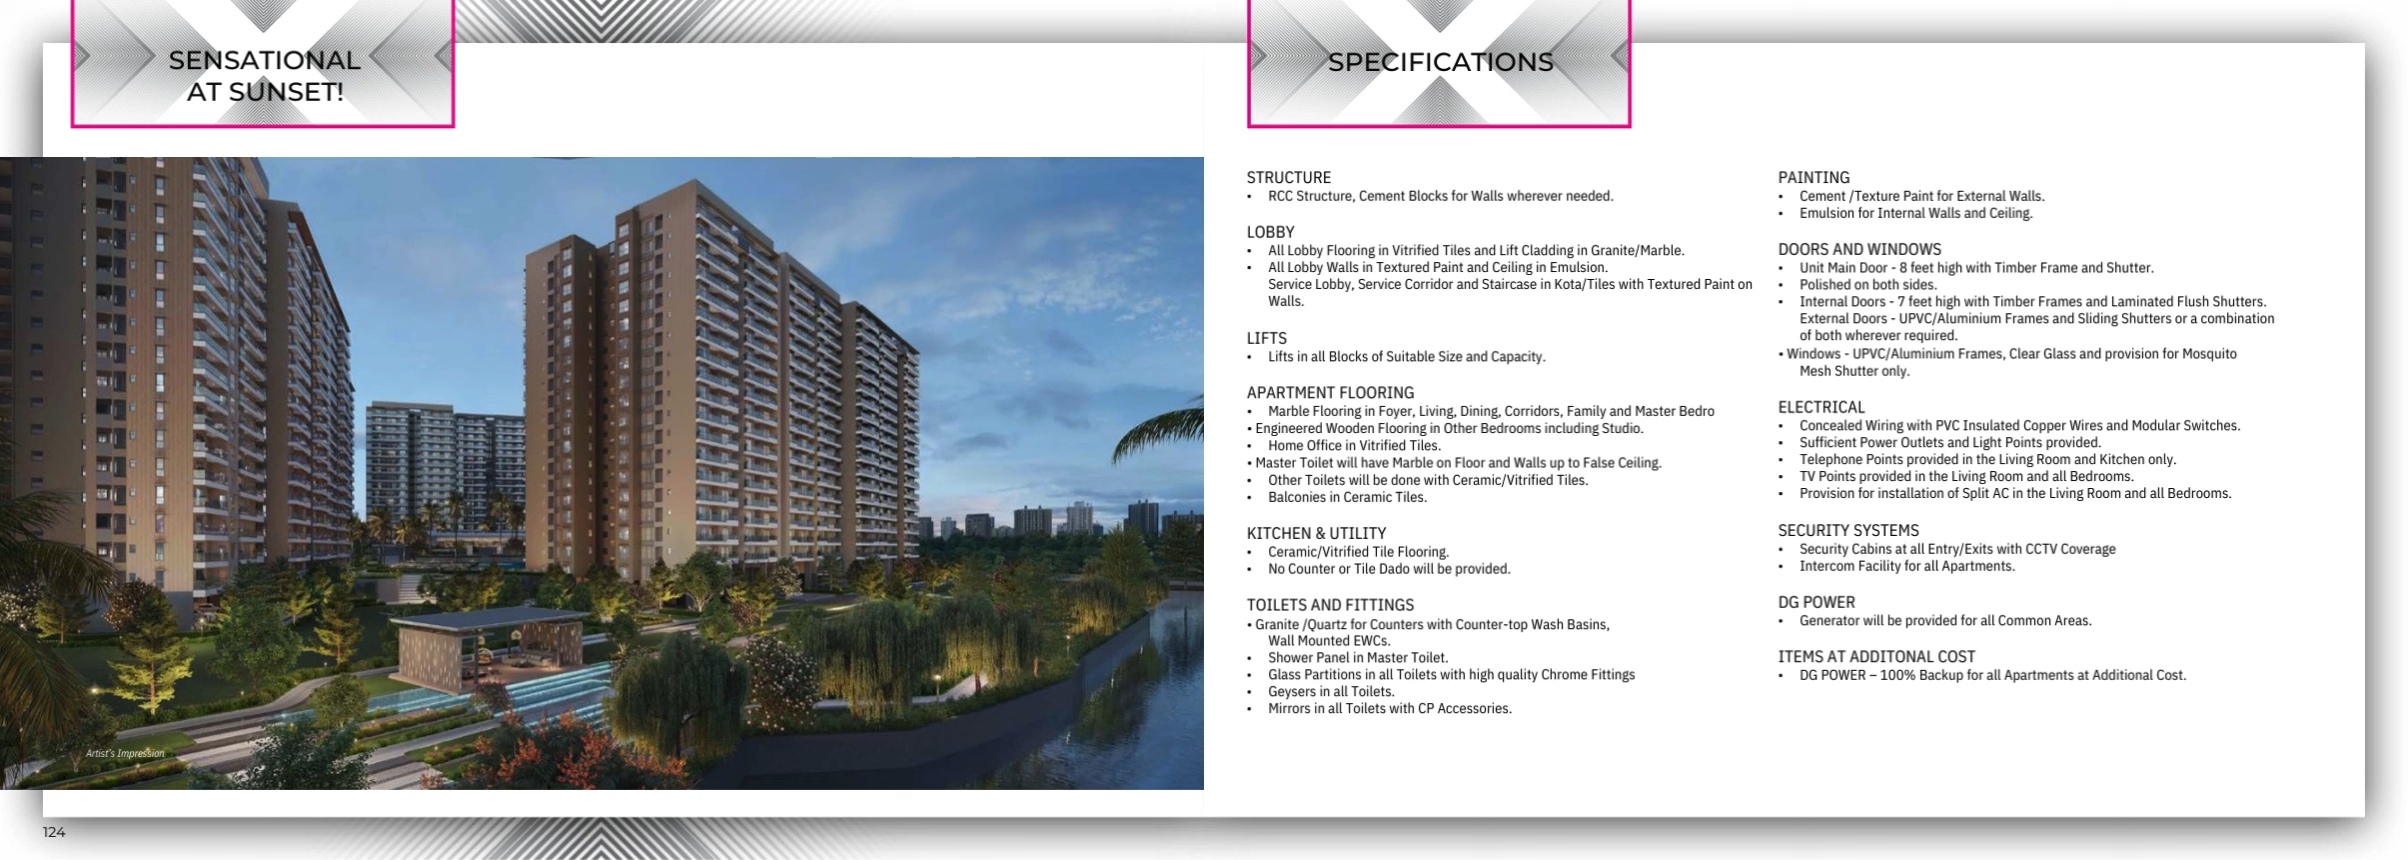 SENSATIONAL
AT SUNSET!
Artist's Impression
124
SPECIFICATIONS
STRUCTURE
• RCC Structure, Cement Blocks for Walls wherever needed.
LOBBY
• All Lobby Flooring in Vitrified Tiles and Lift Cladding in Granite/Marble.
• All Lobby Walls in Textured Paint and Ceiling in Emulsion.
Service Lobby, Service Corridor and Staircase in Kota/Tiles with Textured Paint on
Walls.
LIFTS
• Lifts in all Blocks of Suitable Size and Capacity.
APARTMENT FLOORING
• Marble Flooring in Foyer, Living, Dining, Corridors, Family and Master Bedro
• Engineered Wooden Flooring in Other Bedrooms including Studio.
• Home Office in Vitrified Tiles.
• Master Toilet will have Marble on Floor and Walls up to False Ceiling.
• Other Toilets will be done with Ceramic/Vitrified Tiles.
• Balconies in Ceramic Tiles.
KITCHEN & UTILITY
• Ceramic/Vitrified Tile Flooring.
• No Counter or Tile Dado will be provided.
TOILETS AND FITTINGS
• Granite /Quartz for Counters with Counter-top Wash Basins,
Wall Mounted EWCs.
• Shower Panel in Master Toilet.
• Glass Partitions in all Toilets with high quality Chrome Fittings
• Geysers in all Toilets.
• Mirrors in all Toilets with CP Accessories.
PAINTING
• Cement /Texture Paint for External Walls.
• Emulsion for Internal Walls and Ceiling.
DOORS AND WINDOWS
• Unit Main Door - 8 feet high with Timber Frame and Shutter.
• Polished on both sides.
• Internal Doors - 7 feet high with Timber Frames and Laminated Flush Shutters.
External Doors - UPVC/Aluminium Frames and Sliding Shutters or a combination
of both wherever required.
• Windows - UPVC/Aluminium Frames, Clear Glass and provision for Mosquito
Mesh Shutter only.
ELECTRICAL
• Concealed Wiring with PVC Insulated Copper Wires and Modular Switches.
• Sufficient Power Outlets and Light Points provided.
• Telephone Points provided in the Living Room and Kitchen only.
• TV Points provided in the Living Room and all Bedrooms.
• Provision for installation of Split AC in the Living Room and all Bedrooms.
SECURITY SYSTEMS
• Security Cabins at all Entry/Exits with CCTV Coverage
• Intercom Facility for all Apartments.
DG POWER
• Generator will be provided for all Common Areas.
ITEMS AT ADDITONAL COST
• DG POWER – 100% Backup for all Apartments at Additional Cost.